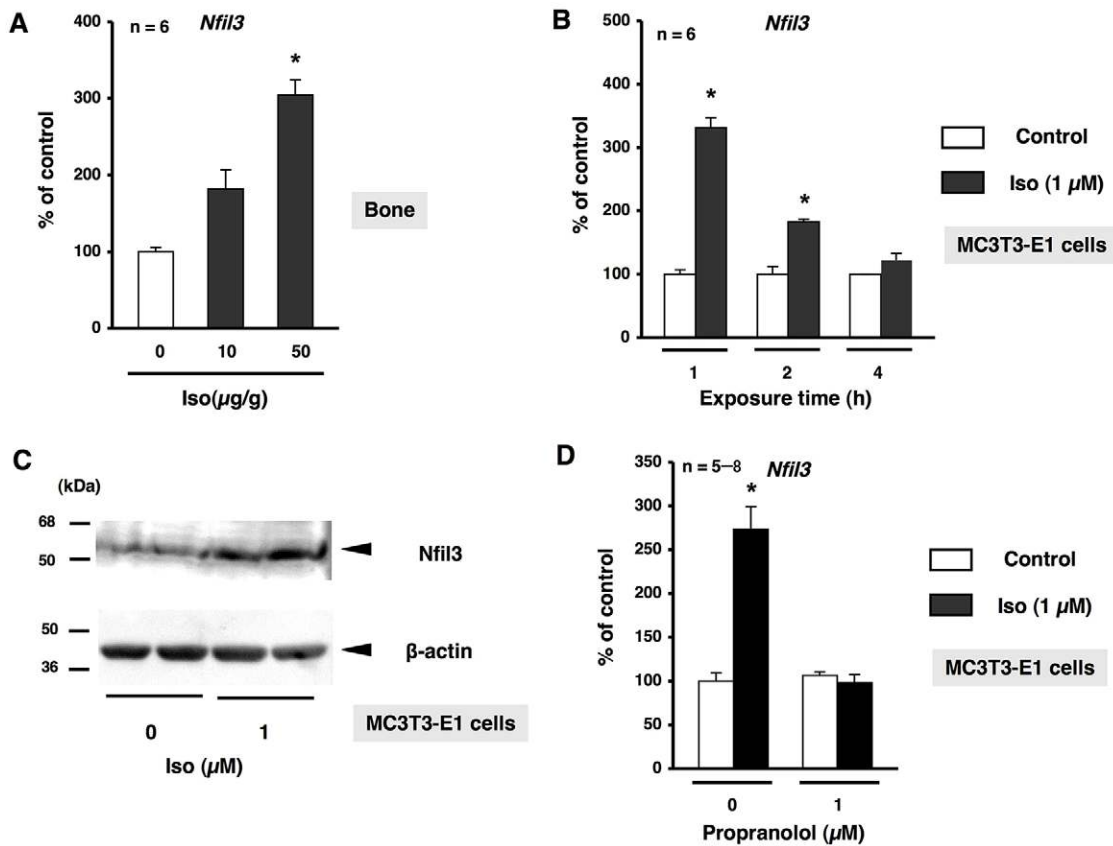 A
n = 6
Nfil3
400
300
200
100
0
% of control
0 10 50
Iso(µg/g)
Bone
B
n = 6
Nfil3
500
400
300
200
100
0
% of control
1 2 4
Exposure time (h)
Control
Iso (1 µM)
MC3T3-E1 cells
C
(kDa)
68
50
Nfil3
50
36
β-actin
0 1
Iso (µM)
MC3T3-E1 cells
D
n = 5–8
Nfil3
350
300
250
200
150
100
50
0
% of control
0 1
Propranolol (µM)
Control
Iso (1 µM)
MC3T3-E1 cells